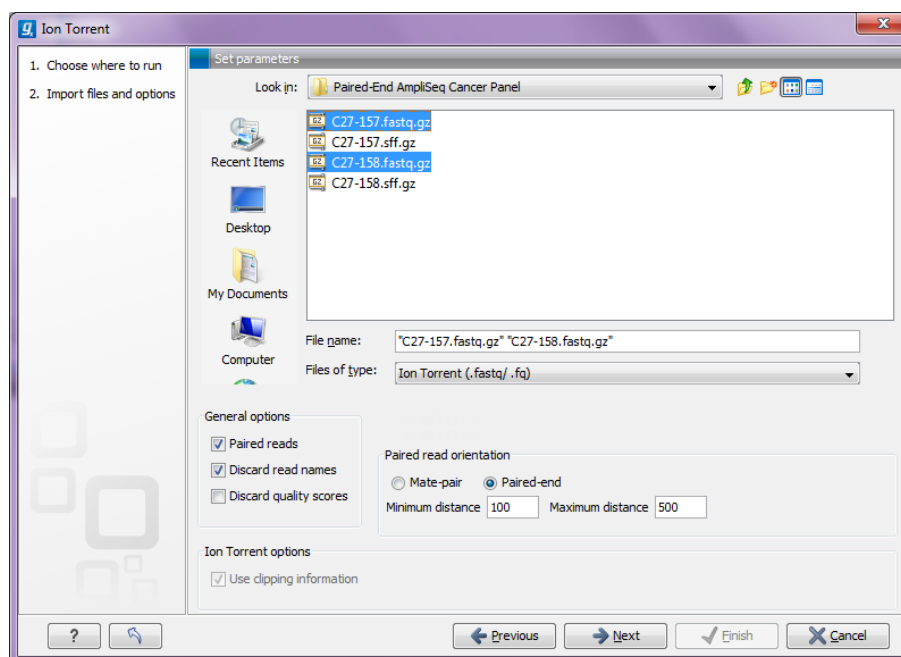 Ion Torrent
1. Choose where to run
2. Import files and options
Set parameters
Look in: Paired-End AmpliSeq Cancer Panel
Recent Items
Desktop
My Documents
Computer
GZ C27-157.fastq.gz
GZ C27-157.sff.gz
GZ C27-158.fastq.gz
GZ C27-158.sff.gz
File name: "C27-157.fastq.gz" "C27-158.fastq.gz"
Files of type: Ion Torrent (.fastq/ .fq)
General options
Paired reads
Discard read names
Discard quality scores
Paired read orientation
Mate-pair Paired-end
Minimum distance 100 Maximum distance 500
Ion Torrent options
Use clipping information
? Previous Next Finish Cancel